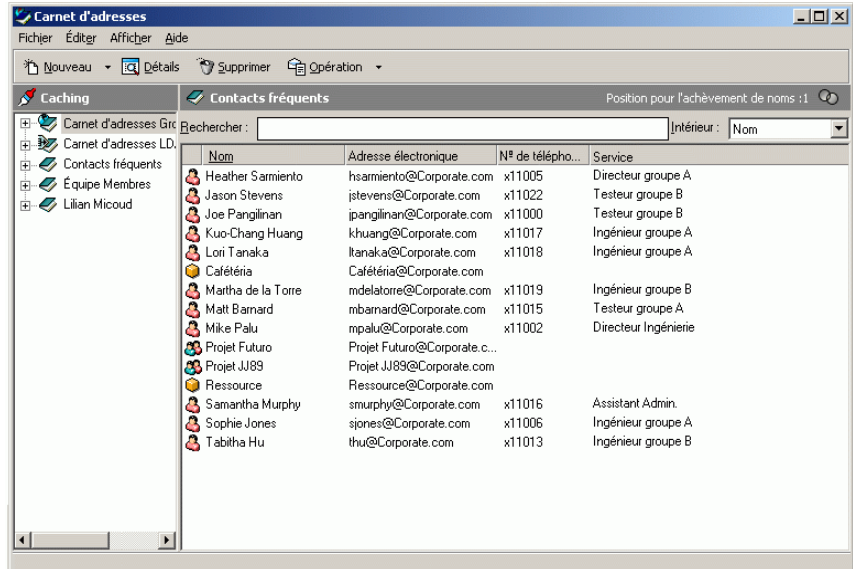 Carnet d'adresses
Fichier Éditer Afficher Aide
Nouveau Détails Supprimer Opération
Caching
Contacts fréquents Position pour l'achèvement de noms :1
Carnet d'adresses Grc
Carnet d'adresses LD.
Contacts fréquents
Équipe Membres
Lilian Micoud
Rechercher : Intérieur : Nom
Nom Adresse électronique Nº de télépho... Service
Heather Sarmiento hsarmiento@Corporate.com x11005 Directeur groupe A
Jason Stevens jstevens@Corporate.com x11022 Testeur groupe B
Joe Pangilinan jpangilinan@Corporate.com x11000 Testeur groupe B
Kuo-Chang Huang khuang@Corporate.com x11017 Ingénieur groupe A
Lori Tanaka ltanaka@Corporate.com x11018 Ingénieur groupe A
Cafétéria Cafétéria@Corporate.com
Martha de la Torre mdelatorre@Corporate.com x11019 Ingénieur groupe B
Matt Barnard mbarnard@Corporate.com x11015 Testeur groupe A
Mike Palu mpalu@Corporate.com x11002 Directeur Ingénierie
Projet Futuro Projet Futuro@Corporate.c...
Projet JJ89 Projet JJ89@Corporate.com
Ressource Ressource@Corporate.com
Samantha Murphy smurphy@Corporate.com x11016 Assistant Admin.
Sophie Jones sjones@Corporate.com x11006 Ingénieur groupe A
Tabitha Hu thu@Corporate.com x11013 Ingénieur groupe B